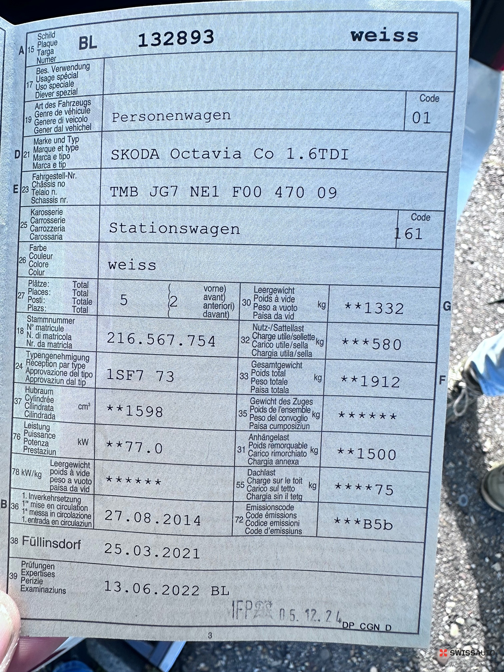 A 15 Schild Plaque Targa Numer BL 132893 weiss
17 Bes. Verwendung Usage spécial Uso speciale Diever spezial
19 Art des Fahrzeugs Genre de véhicule Genere di veicolo Gener dal vehichel Personenwagen Code 01
D 21 Marke und Typ Marque et type Marca e tipo Marca e tip SKODA Octavia Co 1.6TDI
E 23 Fahrgestell-Nr. Châssis no Telaio n. Schassis nr. TMB JG7 NE1 F00 470 09
25 Karosserie Carrosserie Carrozzeria Carossaria Stationswagen Code 161
26 Farbe Couleur Colore Colur weiss
27 Plätze: Total Places: Total Posti: Totale Plazs: Total 5 2 vorne) avant) anteriori) davant)
30 Leergewicht Poids à vide Peso a vuoto Paisa da vid kg **1332 G
18 Stammnummer N° matricule N. di matricola Nr. da matricla 216.567.754
32 Nutz-/Sattellast Charge utile/sellette Carico utile/sella Chargia utila/sella kg ***580
24 Typengenehmigung Réception par type Approvazione del tipo Approvaziun dal tip 1SF7 73
33 Gesamtgewicht Poids total Peso totale Paisa totala kg **1912 F
37 Hubraum Cylindrée Cilindrata Cilindrada cm³ **1598
35 Gewicht des Zuges Poids de l'ensemble Peso del convoglio Paisa cumposiziun kg ******
76 Leistung Puissance Potenza Prestaziun kW **77.0
31 Anhängelast Poids remorquable Carico rimorchiato Chargia annexa kg **1500
78 kW/kg Leergewicht poids à vide peso a vuoto paisa da vid ******
55 Dachlast Charge sur le toit Carico sul tetto Chargia sin il tetg kg ****75
B 36 1. Inverkehrsetzung 1re mise en circulation 1a messa in circolazione 1. entrada en circulaziun 27.08.2014
72 Emissionscode Code émissions Codice emissioni Code d'emissiuns ***B5b
38 Füllinsdorf 25.03.2021
39 Prüfungen Expertises Perizie Examinaziuns 13.06.2022 BL
05.12.24
DP CGN D
3
SWISSAUTO